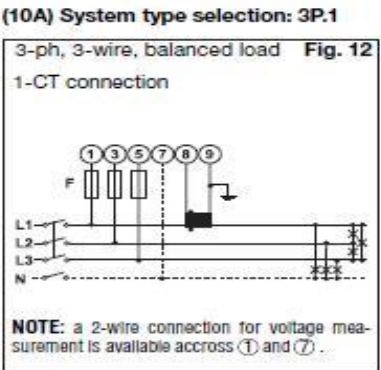 (10A) System type selection: 3P.1
3-ph, 3-wire, balanced load Fig. 12
1-CT connection
1 3 5 7 8 9
F
L1
L2
L3
N
NOTE: a 2-wire connection for voltage mea-
surement is available accross 1 and 7 .